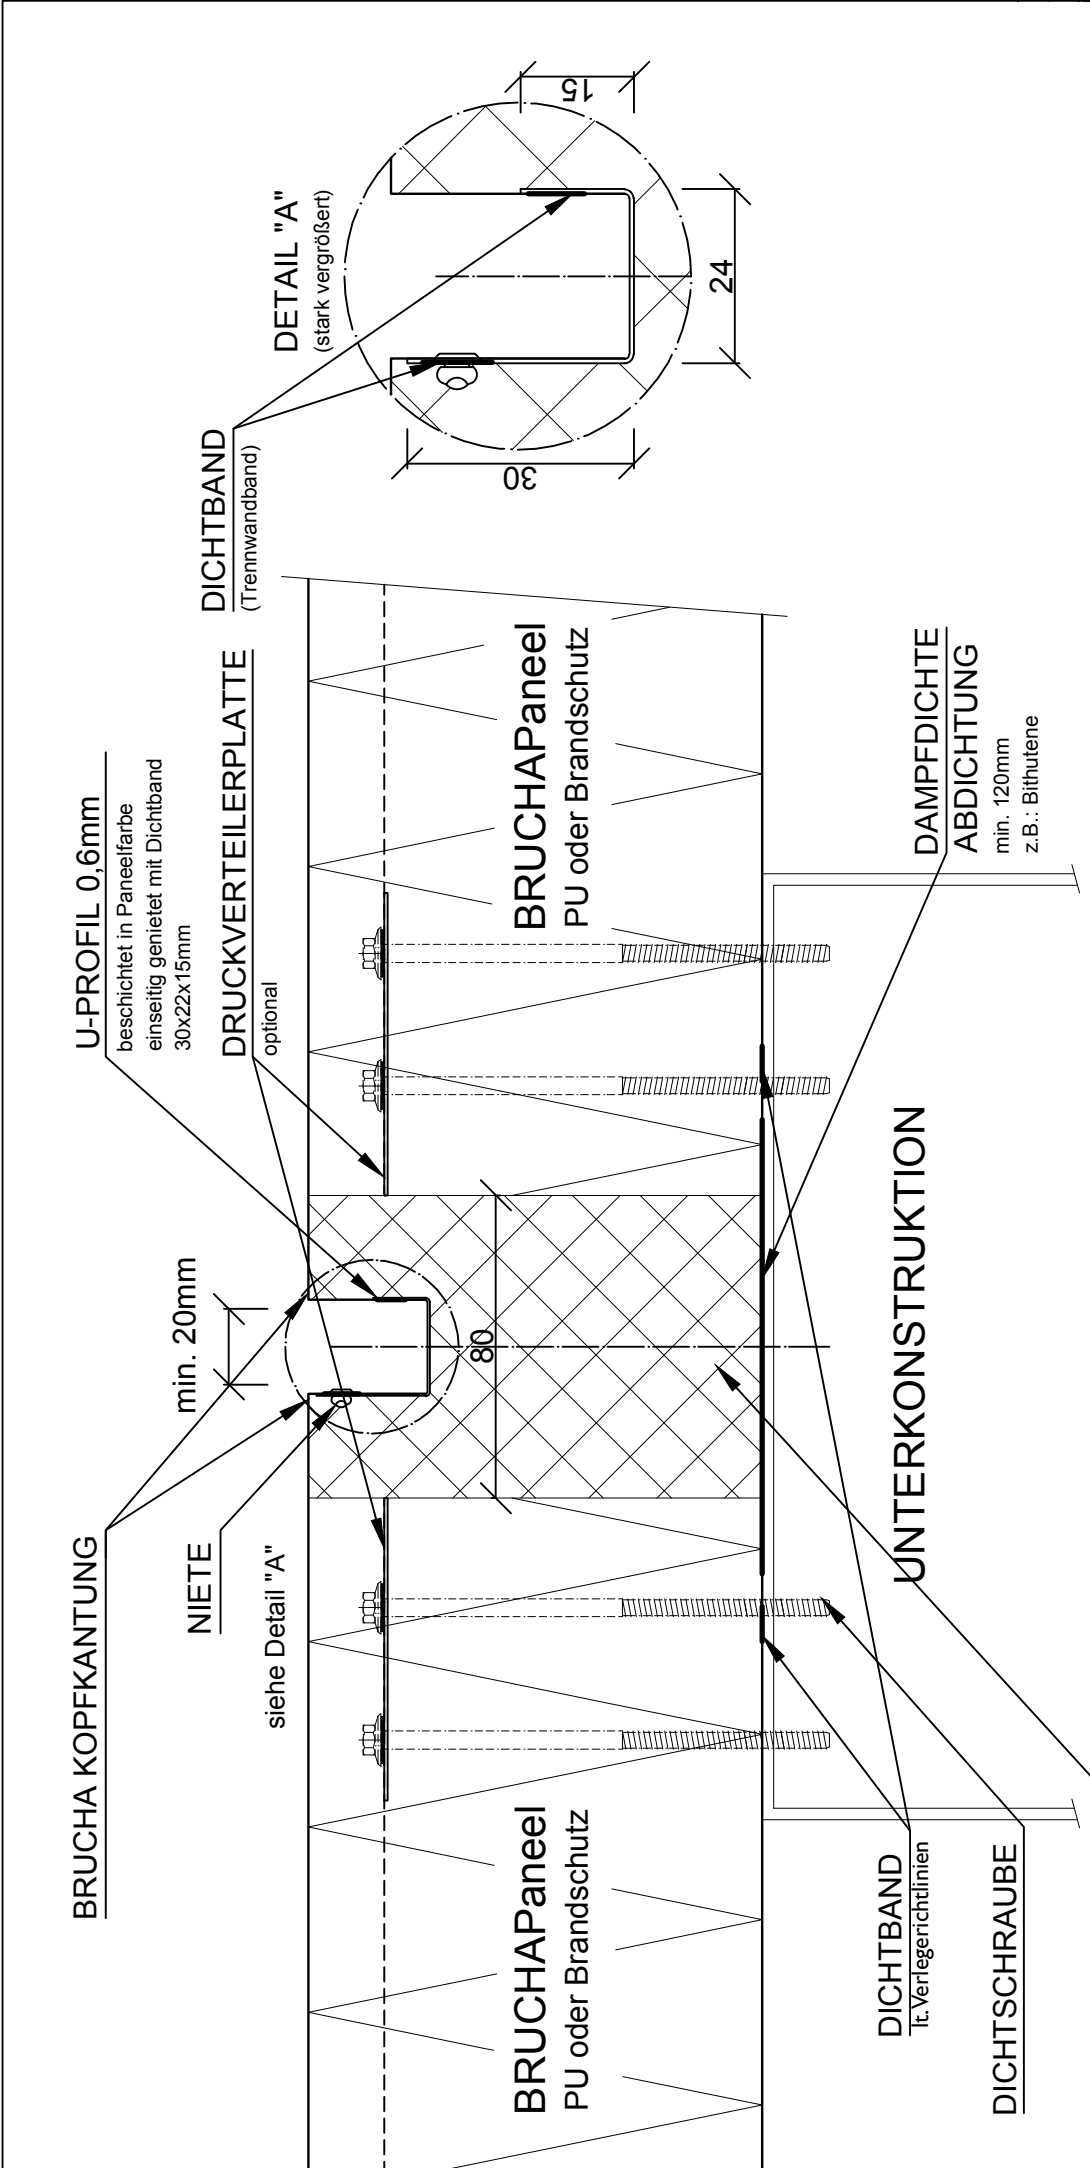 BRUCHA KOPFKANTUNG
NIETE
siehe Detail "A"
min. 20mm
U-PROFIL 0,6mm
beschichtet in Paneelfarbe
einseitig genietet mit Dichtband
30x22x15mm
DRUCKVERTEILERPLATTE
optional
DICHTBAND
(Trennwandband)
DETAIL "A"
(stark vergrößert)
30
15
24
80
BRUCHAPaneel
PU oder Brandschutz
BRUCHAPaneel
PU oder Brandschutz
DICHTBAND
lt. Verlegerichtlinien
DICHTSCHRAUBE
UNTERKONSTRUKTION
DAMPFDICHTE
ABDICHTUNG
min. 120mm
z.B.: Bithutene